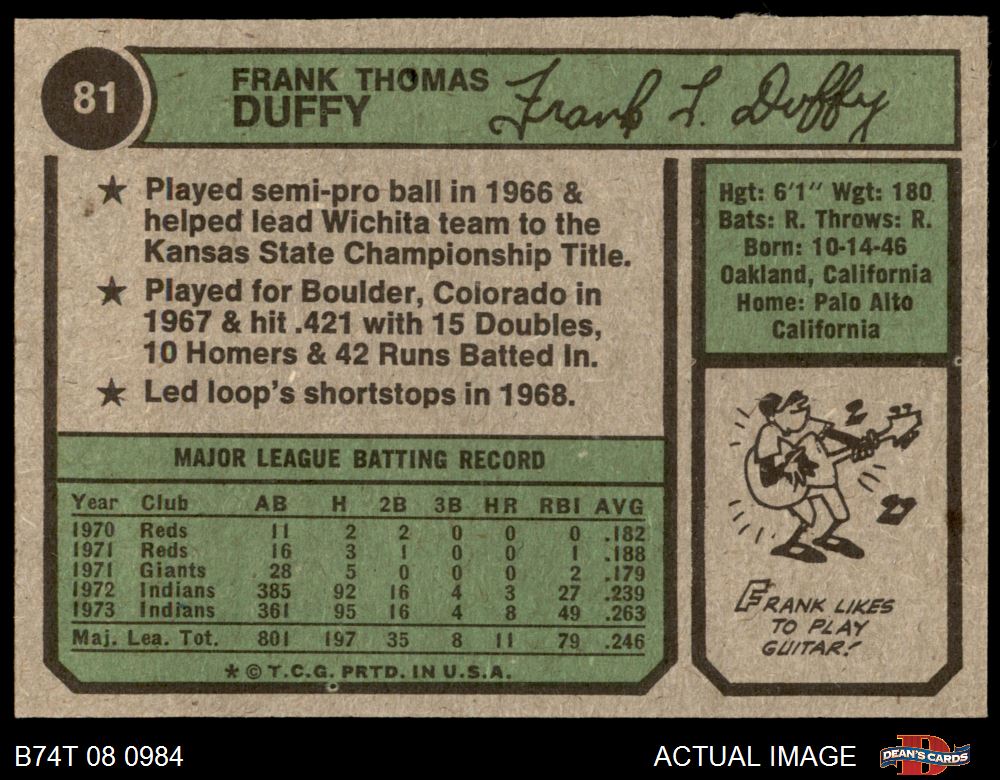 81
FRANK THOMAS
DUFFY
Frank T. Duffy
★ Played semi-pro ball in 1966 &
helped lead Wichita team to the
Kansas State Championship Title.
★ Played for Boulder, Colorado in
1967 & hit .421 with 15 Doubles,
10 Homers & 42 Runs Batted In.
★ Led loop's shortstops in 1968.
Hgt: 6'1" Wgt: 180
Bats: R. Throws: R.
Born: 10-14-46
Oakland, California
Home: Palo Alto
California
MAJOR LEAGUE BATTING RECORD
Year Club AB H 2B 3B HR RBI AVG
1970 Reds 11 2 2 0 0 0 .182
1971 Reds 16 3 1 0 0 1 .188
1971 Giants 28 5 0 0 0 2 .179
1972 Indians 385 92 16 4 3 27 .239
1973 Indians 361 95 16 4 8 49 .263
Maj. Lea. Tot. 801 197 35 8 11 79 .246
* © T.C.G. PRTD. IN U.S.A.
FRANK LIKES
TO PLAY
GUITAR!
B74T 08 0984
ACTUAL IMAGE
DEAN'S CARDS